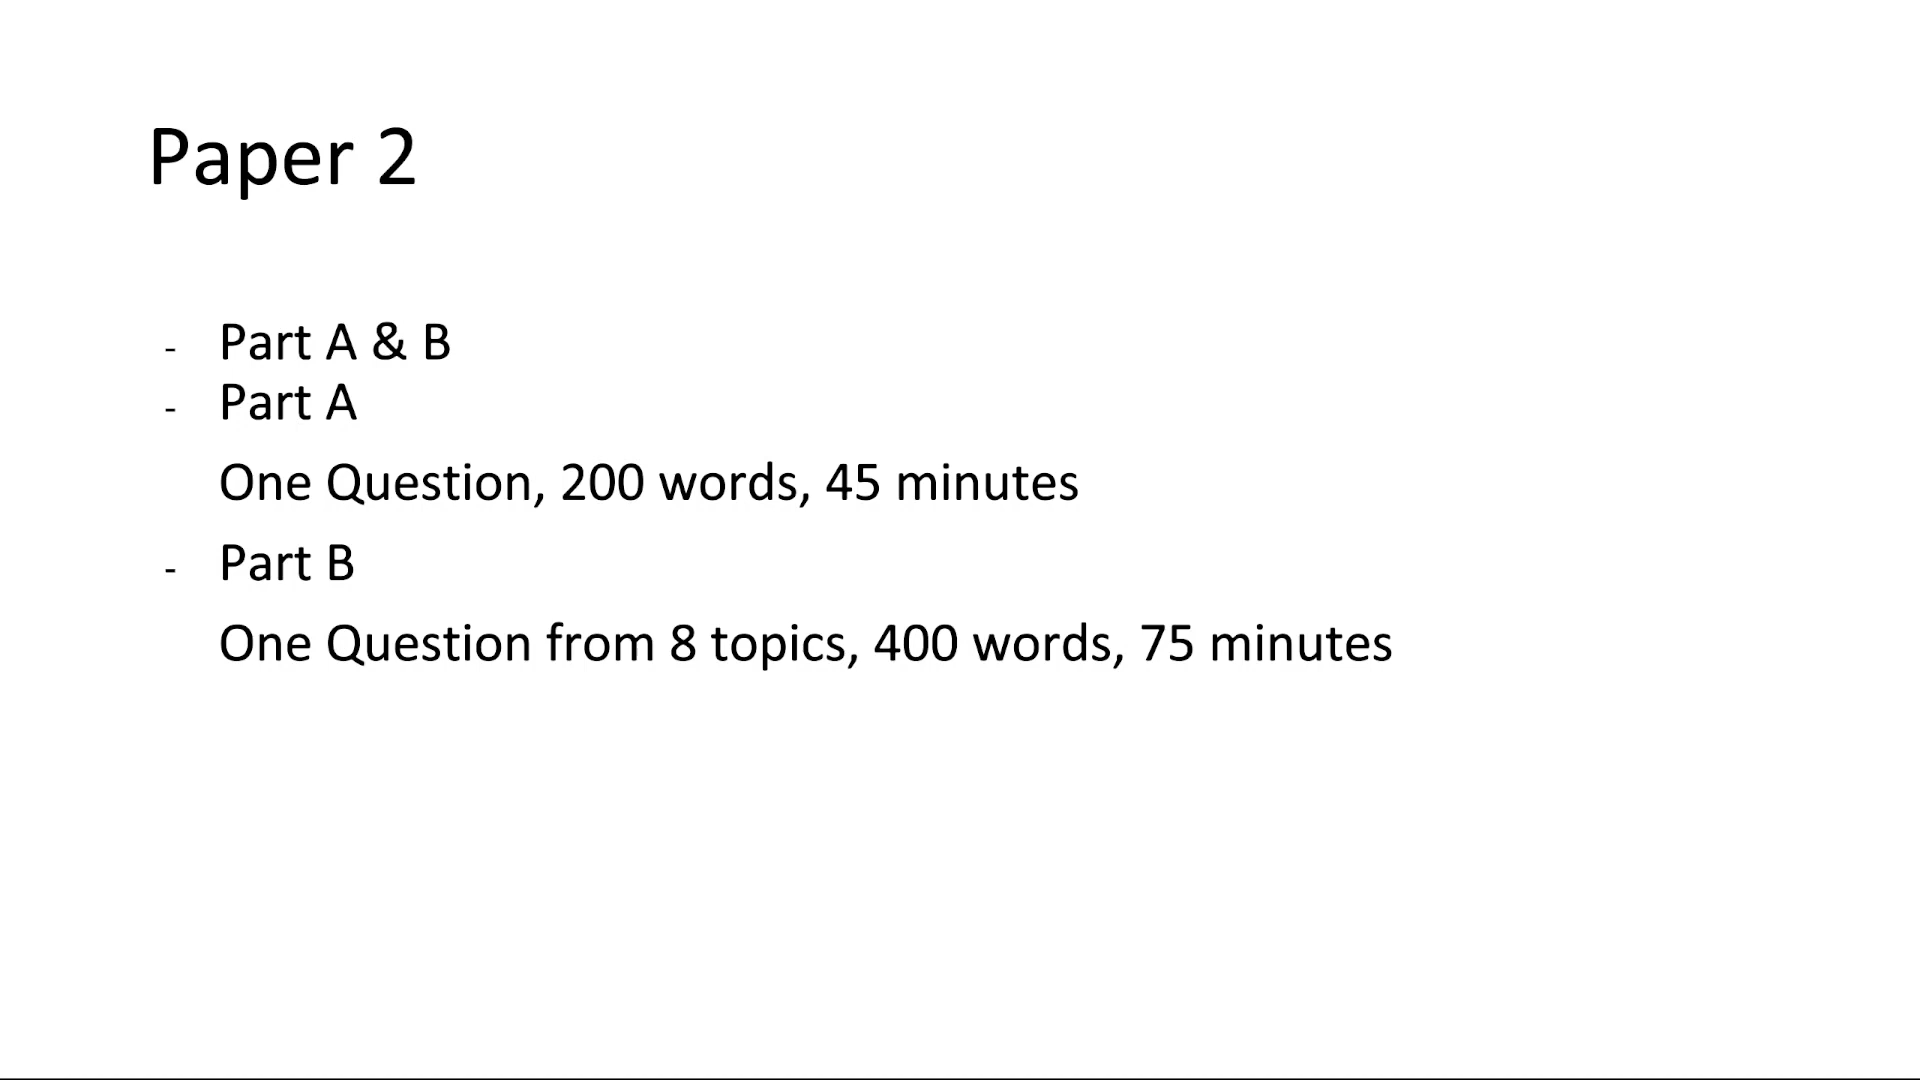 Paper 2
- Part A & B
- Part A
One Question, 200 words, 45 minutes
- Part B
One Question from 8 topics, 400 words, 75 minutes